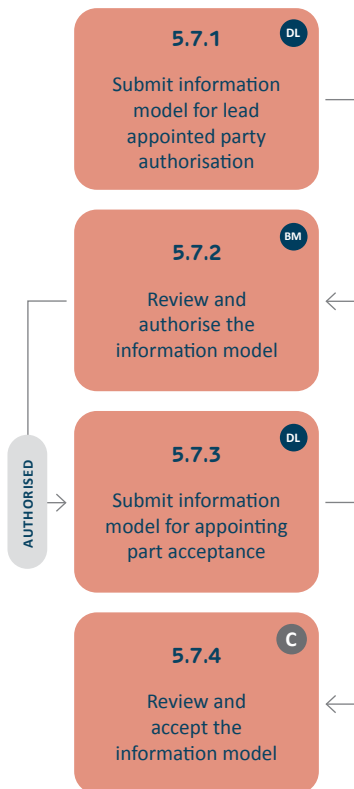 5.7.1
DL
Submit information
model for lead
appointed party
authorisation
5.7.2
BM
Review and
authorise the
information model
AUTHORISED
5.7.3
DL
Submit information
model for appointing
part acceptance
5.7.4
C
Review and
accept the
information model